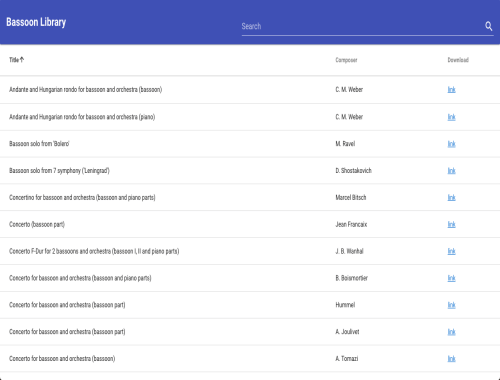 Bassoon Library
Search
Title Composer Download
Andante and Hungarian rondo for bassoon and orchestra (bassoon) C. M. Weber link
Andante and Hungarian rondo for bassoon and orchestra (piano) C. M. Weber link
Bassoon solo from 'Bolero' M. Ravel link
Bassoon solo from 7 symphony ('Leningrad') D. Shostakovich link
Concertino for bassoon and orchestra (bassoon and piano parts) Marcel Bitsch link
Concerto (bassoon part) Jean Francaix link
Concerto F-Dur for 2 bassoons and orchestra (bassoon I, II and piano parts) J. B. Wanhal link
Concerto for bassoon and orchestra (bassoon and piano parts) B. Boismortier link
Concerto for bassoon and orchestra (bassoon part) Hummel link
Concerto for bassoon and orchestra (bassoon part) A. Joulivet link
Concerto for bassoon and orchestra (bassoon) A. Tomazi link